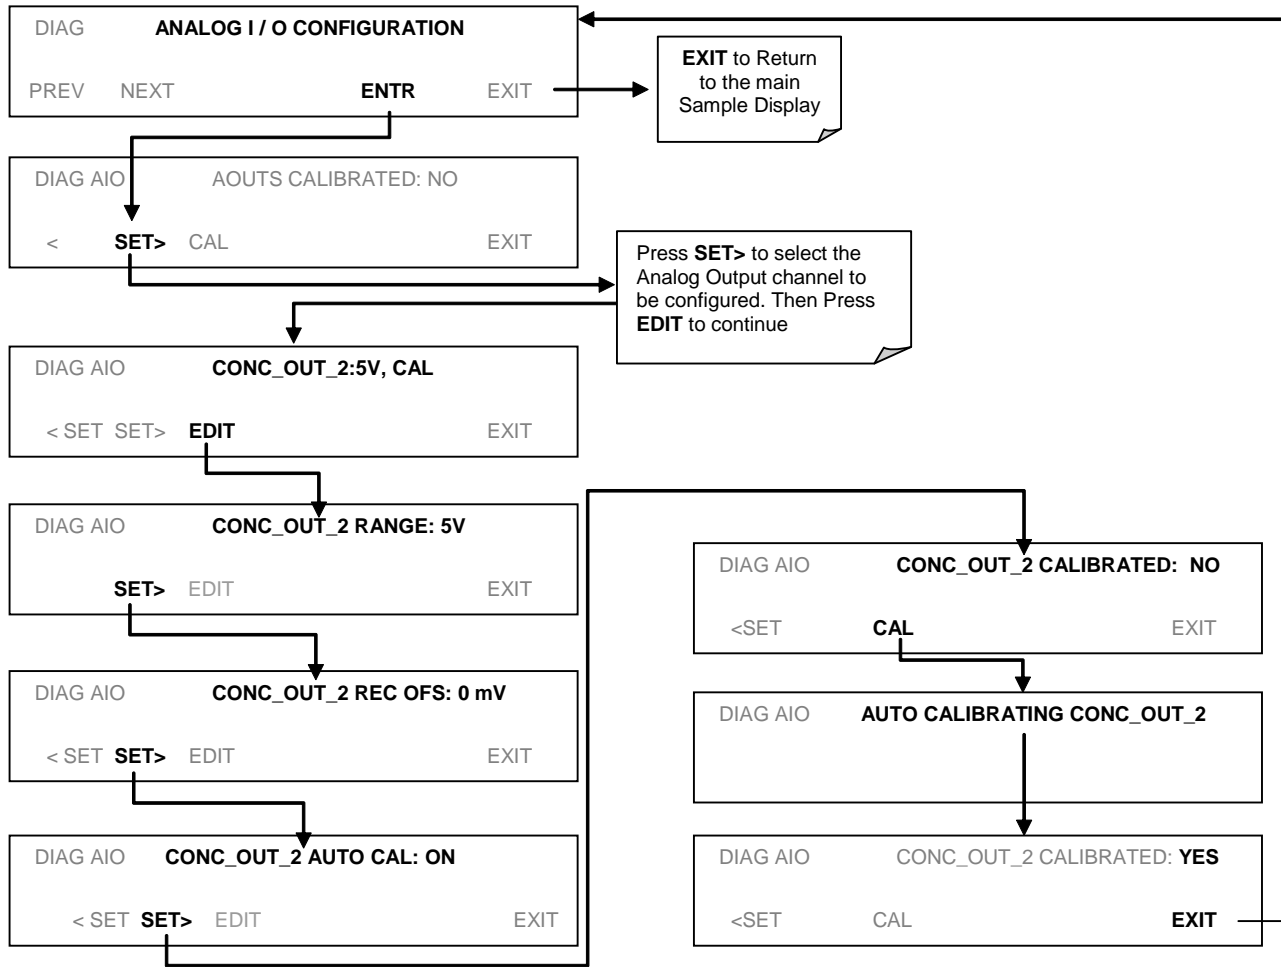 DIAG ANALOG I / O CONFIGURATION
PREV NEXT ENTR EXIT
EXIT to Return
to the main
Sample Display
DIAG AIO AOUTS CALIBRATED: NO
< SET> CAL EXIT
Press SET> to select the
Analog Output channel to
be configured. Then Press
EDIT to continue
DIAG AIO CONC_OUT_2:5V, CAL
< SET SET> EDIT EXIT
DIAG AIO CONC_OUT_2 RANGE: 5V
SET> EDIT EXIT
DIAG AIO CONC_OUT_2 REC OFS: 0 mV
< SET SET> EDIT EXIT
DIAG AIO CONC_OUT_2 AUTO CAL: ON
< SET SET> EDIT EXIT
DIAG AIO CONC_OUT_2 CALIBRATED: NO
<SET CAL EXIT
DIAG AIO AUTO CALIBRATING CONC_OUT_2
DIAG AIO CONC_OUT_2 CALIBRATED: YES
<SET CAL EXIT